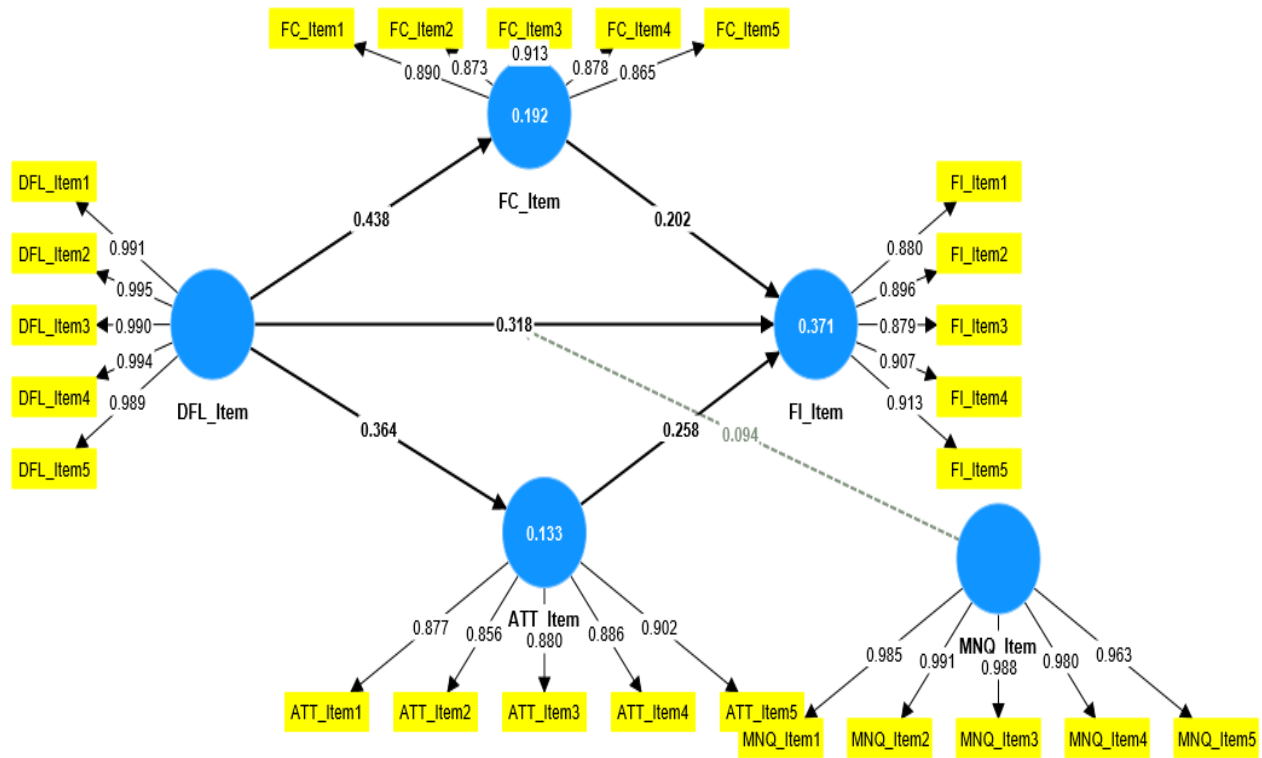 FC_Item1
FC_Item2
FC_Item3
FC_Item4
FC_Item5
0.890
0.873
0.913
0.878
0.865
0.192
FC_Item
DFL_Item1
DFL_Item2
DFL_Item3
DFL_Item4
DFL_Item5
0.991
0.995
0.990
0.994
0.989
DFL_Item
0.438
0.202
0.318
0.364
0.258
0.094
0.371
FI_Item
FI_Item1
FI_Item2
FI_Item3
FI_Item4
FI_Item5
0.880
0.896
0.879
0.907
0.913
0.133
ATT_Item
0.877
0.856
0.880
0.886
0.902
ATT_Item1
ATT_Item2
ATT_Item3
ATT_Item4
ATT_Item5
MNQ_Item
0.985
0.991
0.988
0.980
0.963
MNQ_Item1
MNQ_Item2
MNQ_Item3
MNQ_Item4
MNQ_Item5